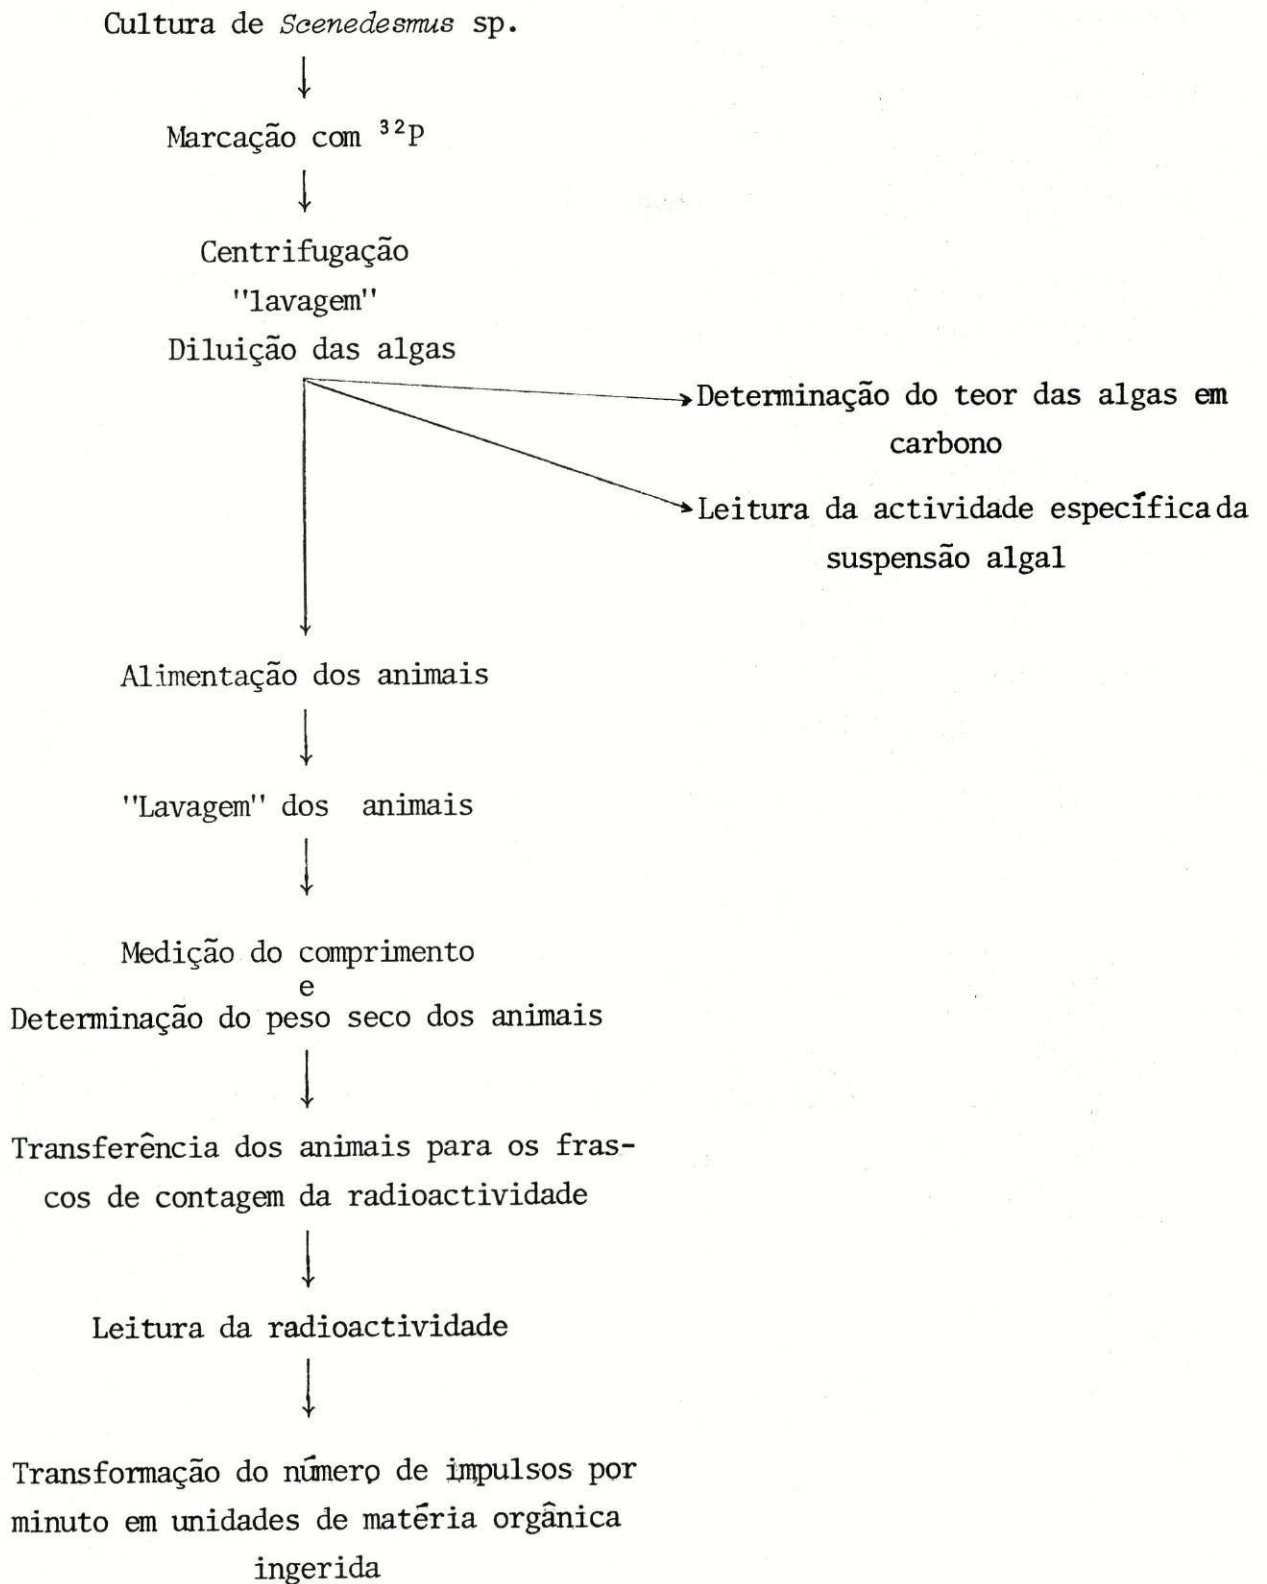 Cultura de Scenedesmus sp.
Marcação com ³²P
Centrifugação
"lavagem"
Diluição das algas
Determinação do teor das algas em
carbono
Leitura da actividade específica da
suspensão algal
Alimentação dos animais
"Lavagem" dos animais
Medição do comprimento
e
Determinação do peso seco dos animais
Transferência dos animais para os fras-
cos de contagem da radioactividade
Leitura da radioactividade
Transformação do número de impulsos por
minuto em unidades de matéria orgânica
ingerida